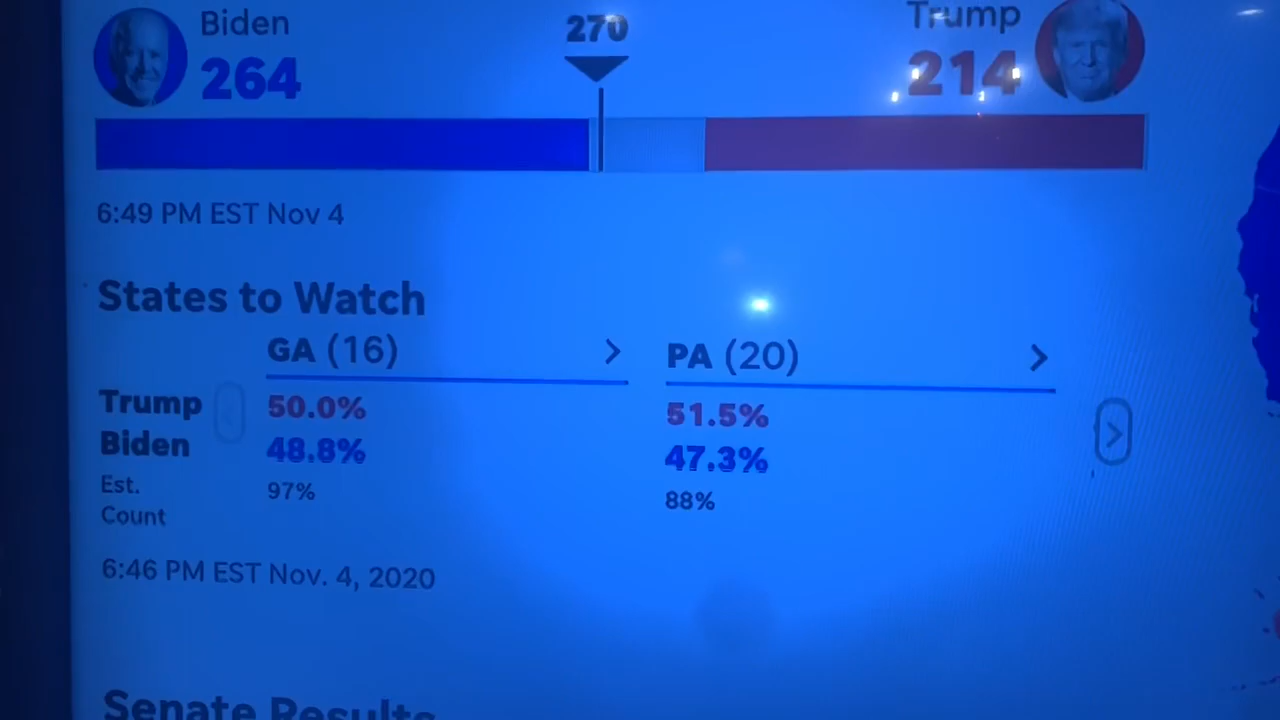 Biden
264
270
Trump
214
6:49 PM EST Nov 4
States to Watch
GA (16)
PA (20)
Trump 50.0% 51.5%
Biden 48.8% 47.3%
Est. Count 97% 88%
6:46 PM EST Nov. 4, 2020
Senate Results